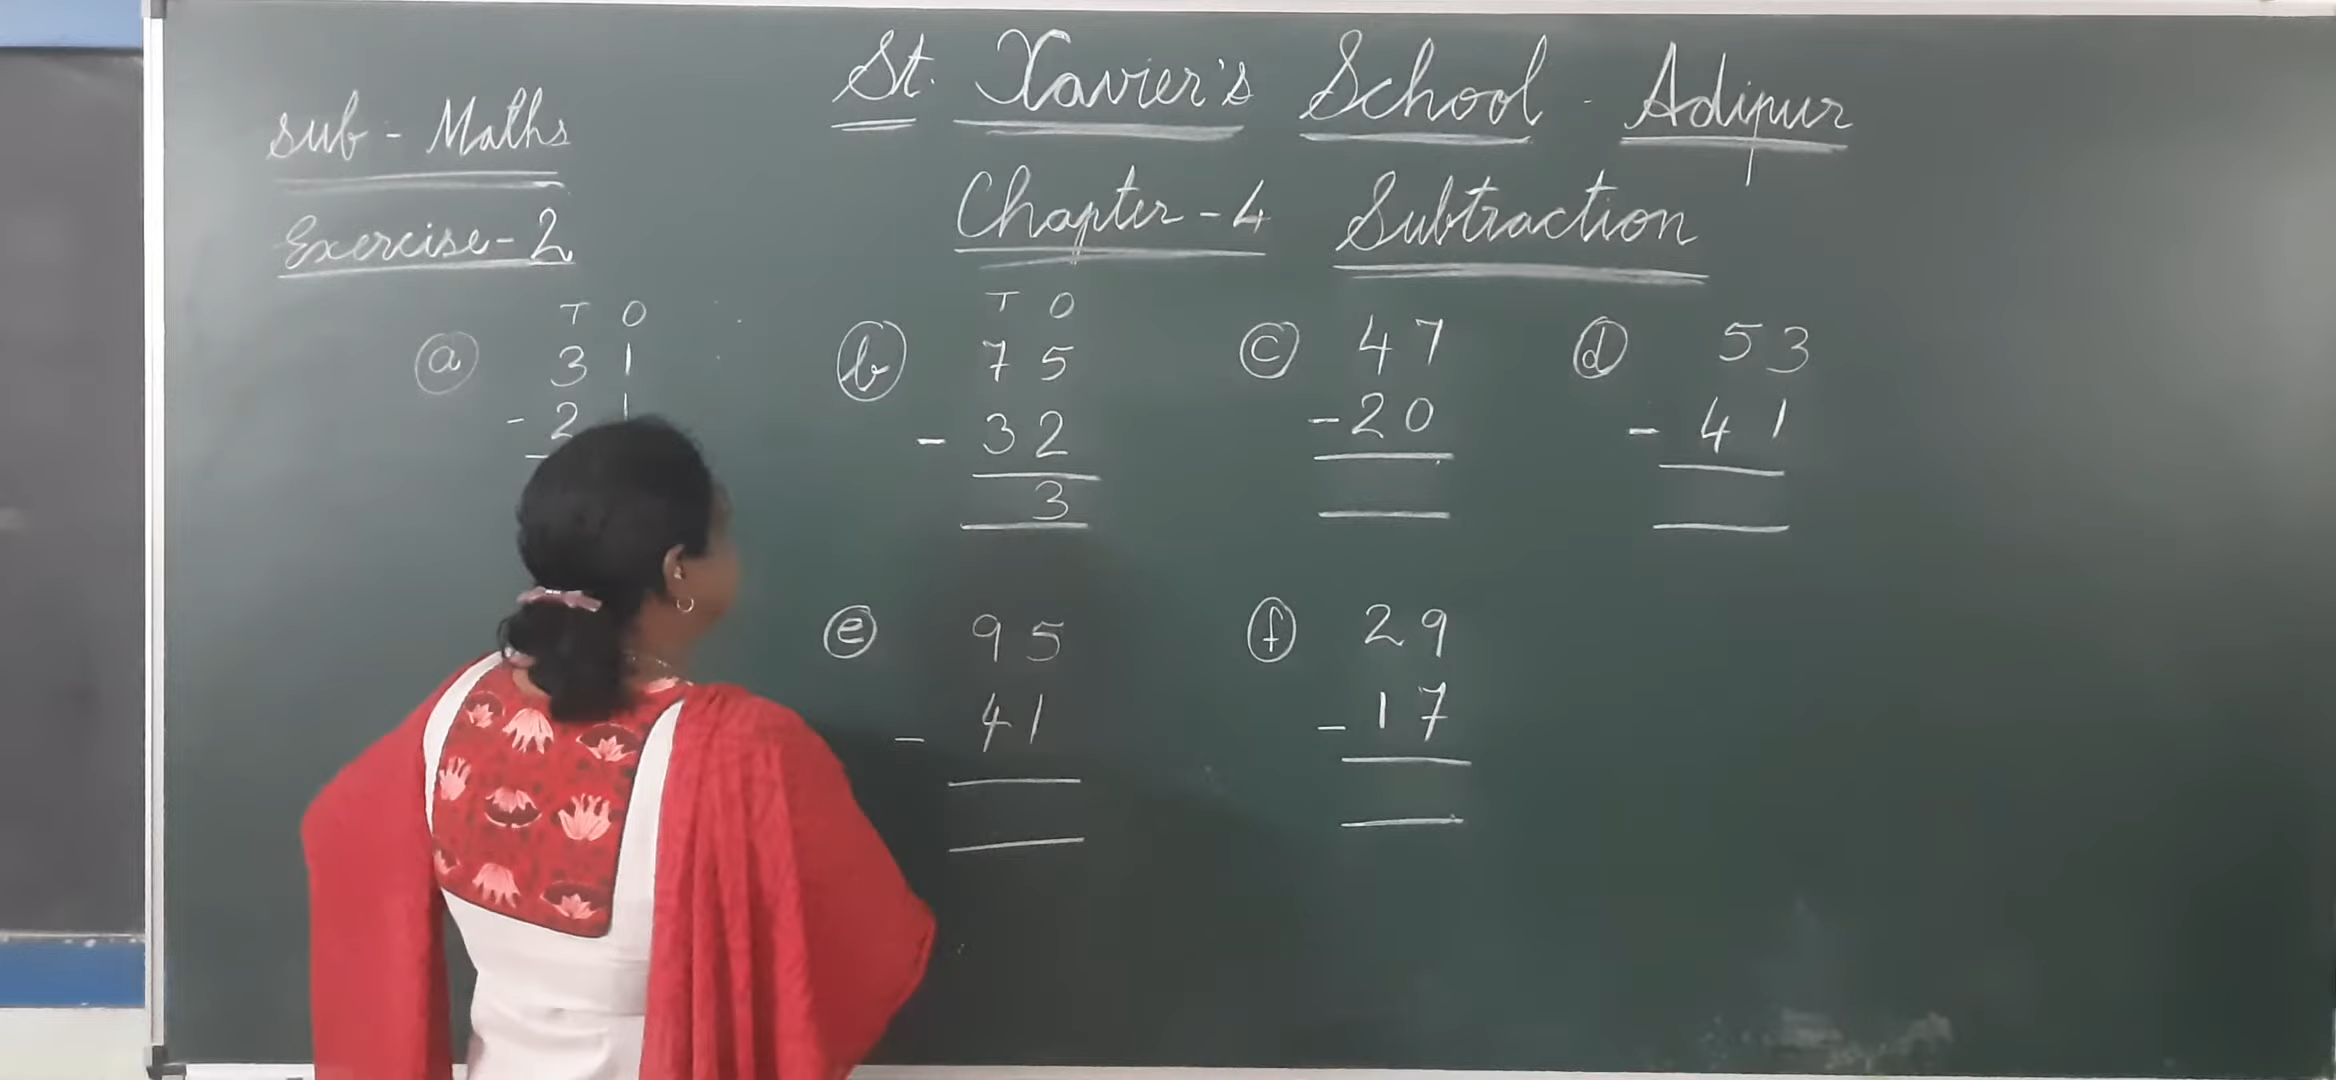 St. Xavier's School - Adipur
Sub - Maths
Chapter - 4 Subtraction
Exercise - 2
T O
a 3 1
- 2 1
T O
b 7 5
- 3 2
3
c 4 7
- 2 0
d 5 3
- 4 1
e 9 5
- 4 1
f 2 9
- 1 7